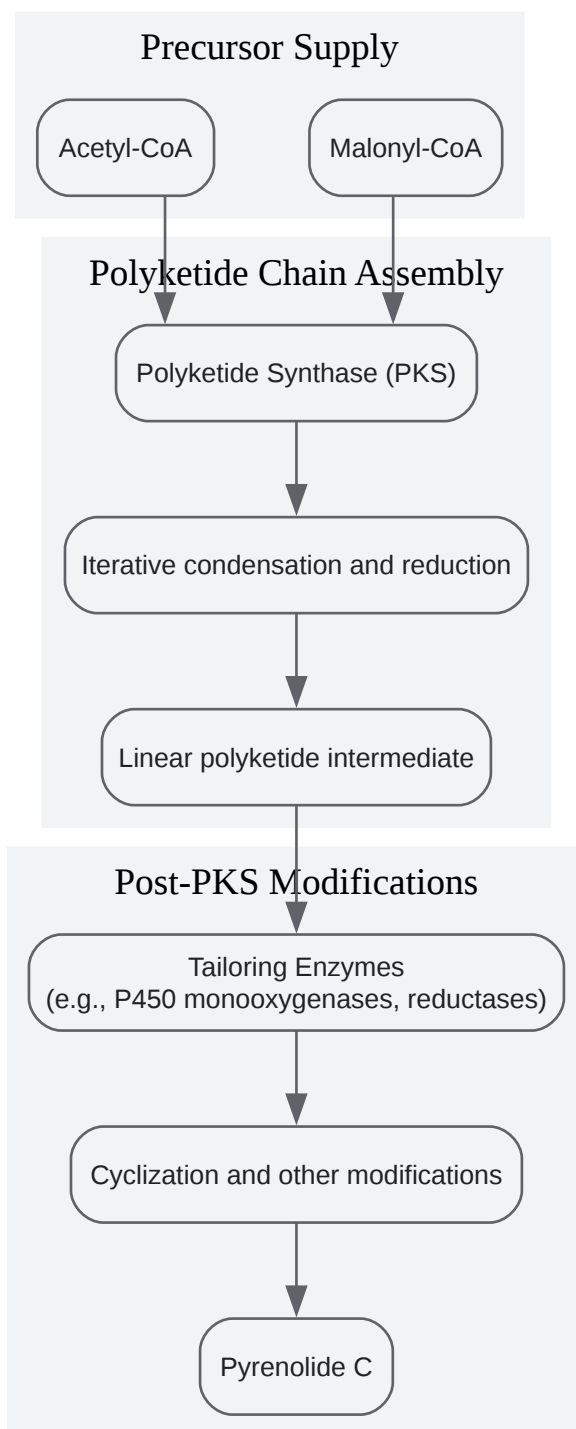 Precursor Supply
Acetyl-CoA
Malonyl-CoA
Polyketide Chain Assembly
Polyketide Synthase (PKS)
Iterative condensation and reduction
Linear polyketide intermediate
Post-PKS Modifications
Tailoring Enzymes
(e.g., P450 monooxygenases, reductases)
Cyclization and other modifications
Pyrenolide C